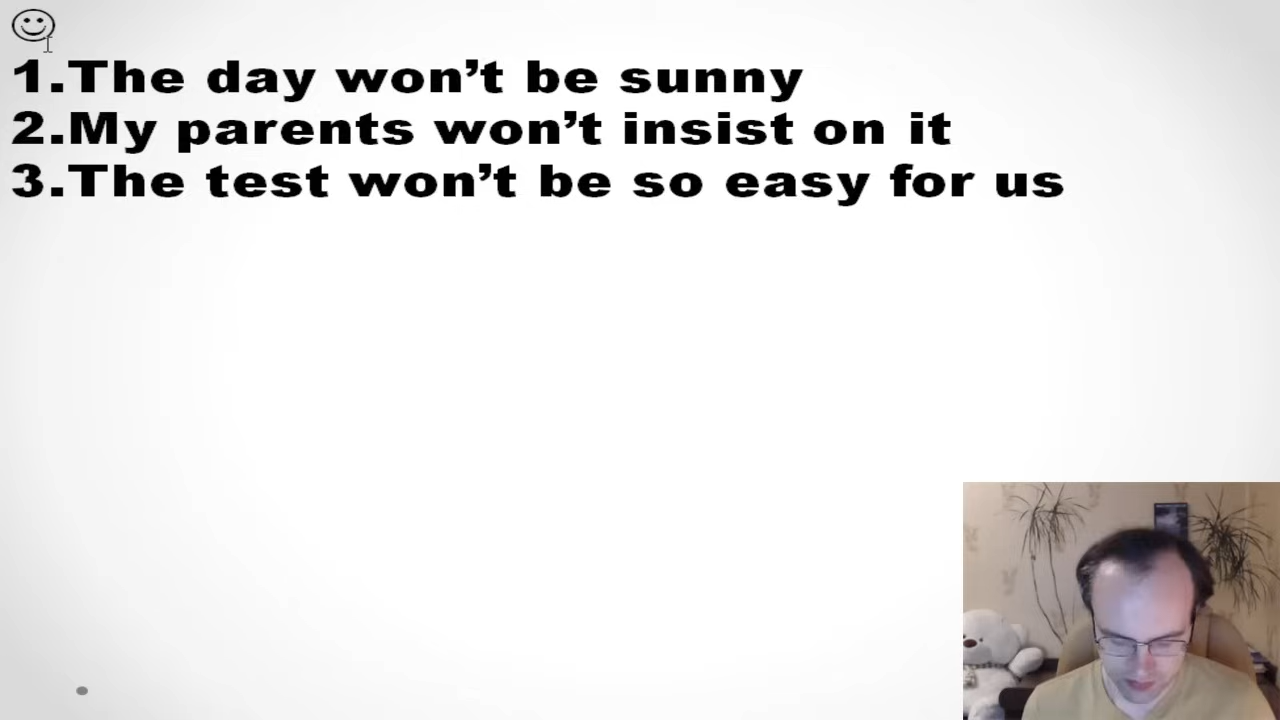 1.The day won’t be sunny
2.My parents won’t insist on it
3.The test won’t be so easy for us